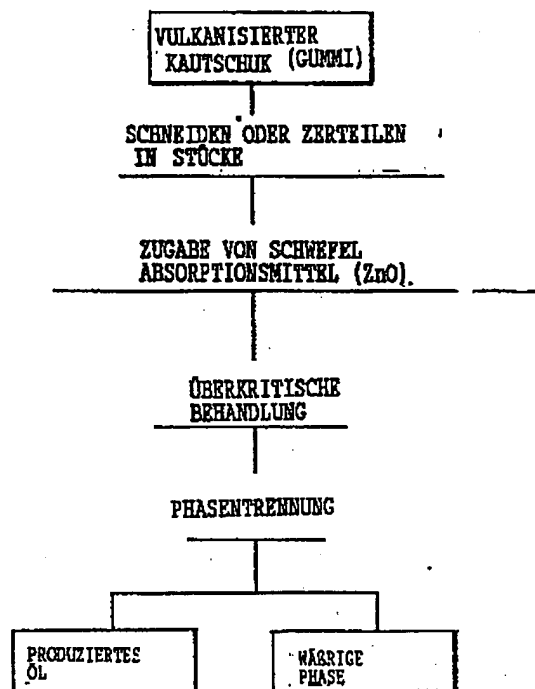 VULKANISIERTER
KAUTSCHUK (GUMMI)
SCHNEIDEN ODER ZERTEILEN
IN STÜCKE
ZUGABE VON SCHWEFEL
ABSORPTIONSMITTEL (ZnO).
ÜBERKRITISCHE
BEHANDLUNG
PHASENTRENNUNG
PRODUZIERTES
ÖL
WÄßRIGE
PHASE